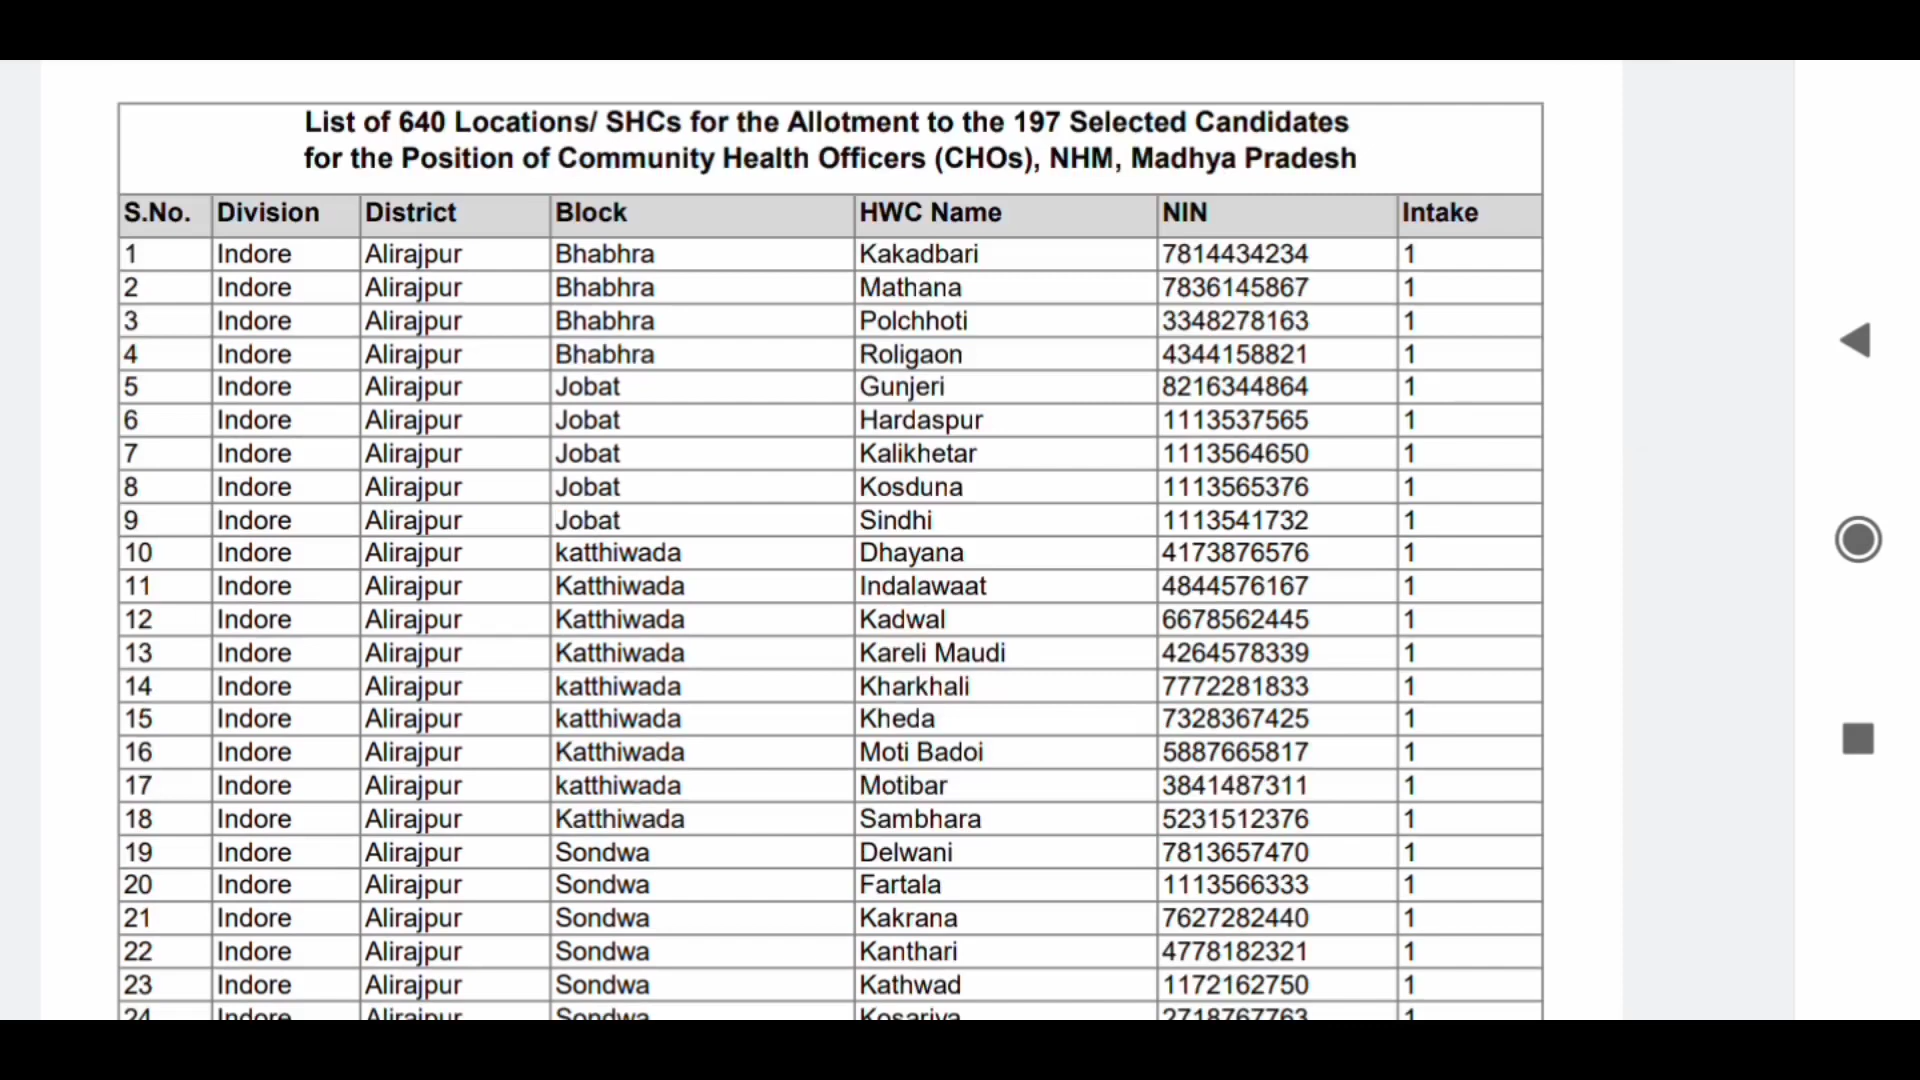 List of 640 Locations/ SHCs for the Allotment to the 197 Selected Candidates
for the Position of Community Health Officers (CHOs), NHM, Madhya Pradesh
S.No. Division District Block HWC Name NIN Intake
1 Indore Alirajpur Bhabhra Kakadbari 7814434234 1
2 Indore Alirajpur Bhabhra Mathana 7836145867 1
3 Indore Alirajpur Bhabhra Polchhoti 3348278163 1
4 Indore Alirajpur Bhabhra Roligaon 4344158821 1
5 Indore Alirajpur Jobat Gunjeri 8216344864 1
6 Indore Alirajpur Jobat Hardaspur 1113537565 1
7 Indore Alirajpur Jobat Kalikhetar 1113564650 1
8 Indore Alirajpur Jobat Kosduna 1113565376 1
9 Indore Alirajpur Jobat Sindhi 1113541732 1
10 Indore Alirajpur katthiwada Dhayana 4173876576 1
11 Indore Alirajpur Katthiwada Indalawaat 4844576167 1
12 Indore Alirajpur Katthiwada Kadwal 6678562445 1
13 Indore Alirajpur Katthiwada Kareli Maudi 4264578339 1
14 Indore Alirajpur katthiwada Kharkhali 7772281833 1
15 Indore Alirajpur katthiwada Kheda 7328367425 1
16 Indore Alirajpur Katthiwada Moti Badoi 5887665817 1
17 Indore Alirajpur katthiwada Motibar 3841487311 1
18 Indore Alirajpur Katthiwada Sambhara 5231512376 1
19 Indore Alirajpur Sondwa Delwani 7813657470 1
20 Indore Alirajpur Sondwa Fartala 1113566333 1
21 Indore Alirajpur Sondwa Kakrana 7627282440 1
22 Indore Alirajpur Sondwa Kanthari 4778182321 1
23 Indore Alirajpur Sondwa Kathwad 1172162750 1
24 Indore Alirajpur Sondwa Kosariya 2718767763 1